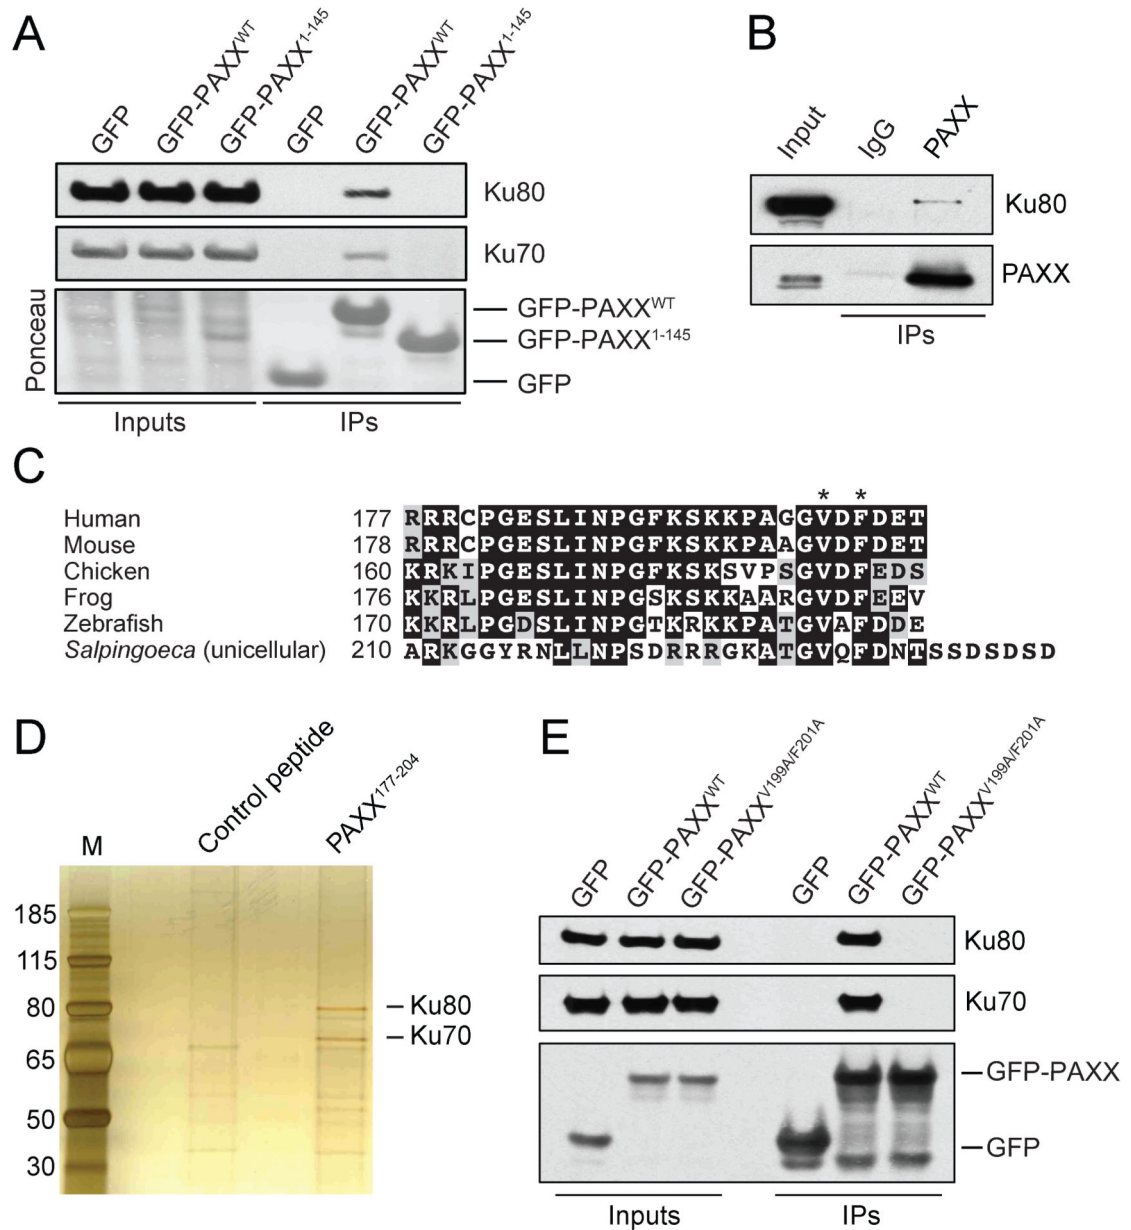 A
GFP
GFP-PAXX^WT
GFP-PAXX^1-145
GFP
GFP-PAXX^WT
GFP-PAXX^1-145
Ku80
Ku70
Ponceau
GFP-PAXX^WT
GFP-PAXX^1-145
GFP
Inputs
IPs
B
Input
IgG
PAXX
Ku80
PAXX
IPs
C
* *
Human 177 RRRCPGESLINPGFKSKKPAGGVDFDET
Mouse 178 RRRCPGESLINPGFKSKKPAAGVDFDET
Chicken 160 KRKIPGESLINPGFKSKSVPSGVDFEDS
Frog 176 KKRLPGESLINPGSKSKKAARGVDFEEV
Zebrafish 170 KKRLPGDSLINPGTKRKKPATGVAFDDE
Salpingoeca (unicellular) 210 ARKGGYRNLLNPSDRRRGKATGVQFDNTSSDSDSD
D
M
Control peptide
PAXX^177-204
185
115
80
65
50
30
Ku80
Ku70
E
GFP
GFP-PAXX^WT
GFP-PAXX^V199A/F201A
GFP
GFP-PAXX^WT
GFP-PAXX^V199A/F201A
Ku80
Ku70
GFP-PAXX
GFP
Inputs
IPs